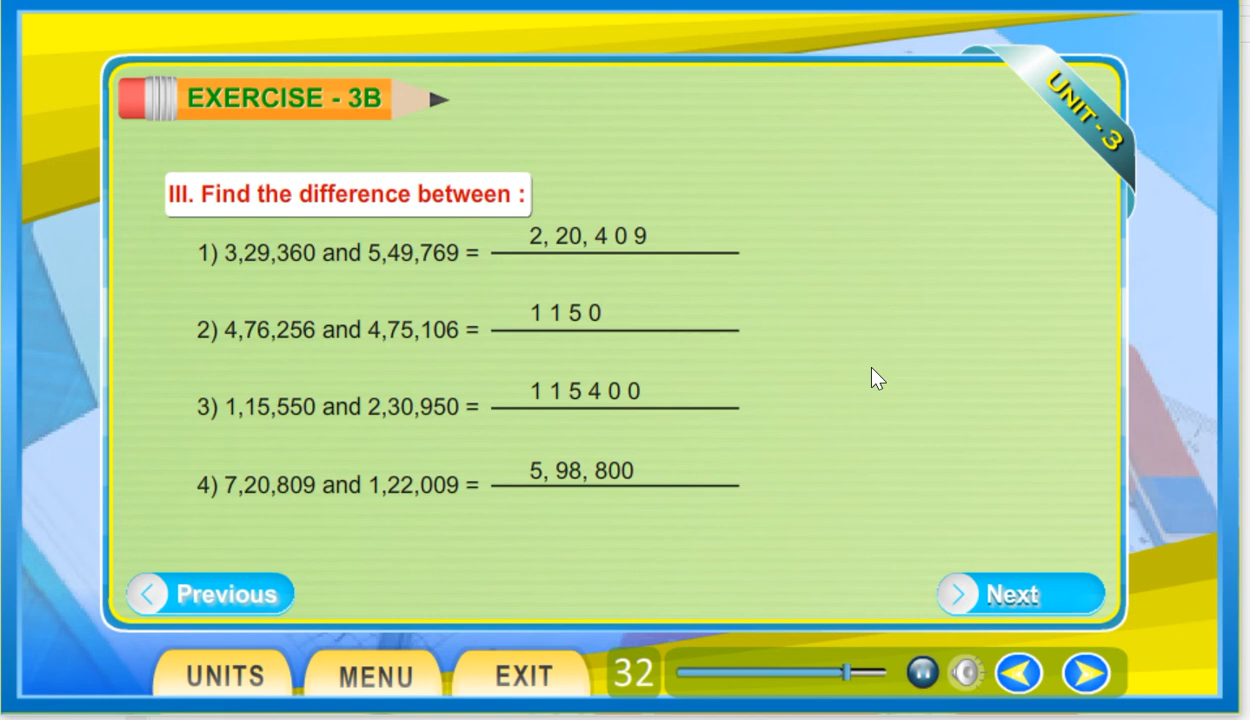 EXERCISE - 3B
UNIT - 3
III. Find the difference between :
1) 3,29,360 and 5,49,769 = 2, 20, 4 0 9
2) 4,76,256 and 4,75,106 = 1 1 5 0
3) 1,15,550 and 2,30,950 = 1 1 5 4 0 0
4) 7,20,809 and 1,22,009 = 5, 98, 800
Previous
Next
UNITS MENU EXIT 32